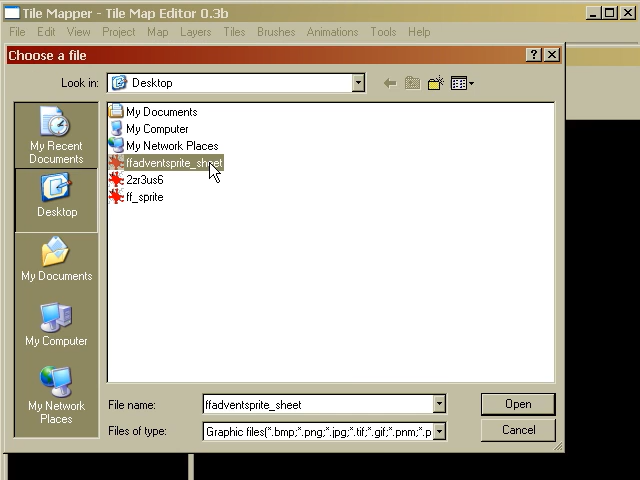 Tile Mapper - Tile Map Editor 0.3b
File Edit View Project Map Layers Tiles Brushes Animations Tools Help
Choose a file
Look in: Desktop
My Recent
Documents
Desktop
My Documents
My Computer
My Network
Places
My Documents
My Computer
My Network Places
ffadventsprite_sheet
2zr3us6
ff_sprite
File name: ffadventsprite_sheet Open
Files of type: Graphic files(*.bmp;*.png;*.jpg;*.tif;*.gif;*.pnm;*.p Cancel